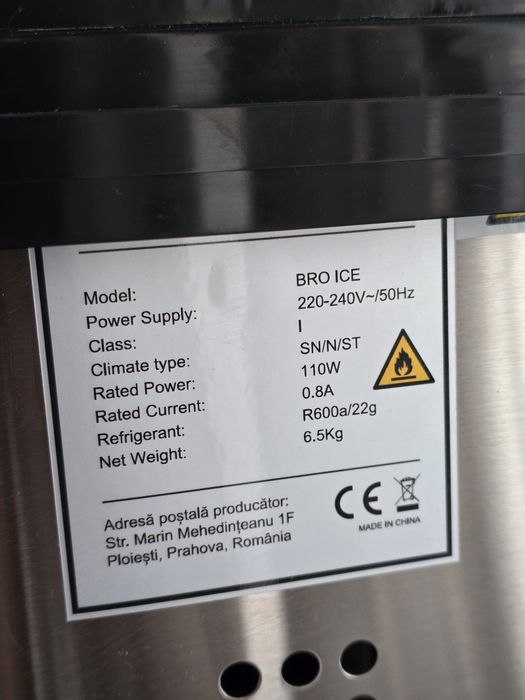 Model: BRO ICE
Power Supply: 220-240V~/50Hz
Class: I
Climate type: SN/N/ST
Rated Power: 110W
Rated Current: 0.8A
Refrigerant: R600a/22g
Net Weight: 6.5Kg
Adresă poștală producător:
Str. Marin Mehedințeanu 1F
Ploiești, Prahova, România
CE
MADE IN CHINA